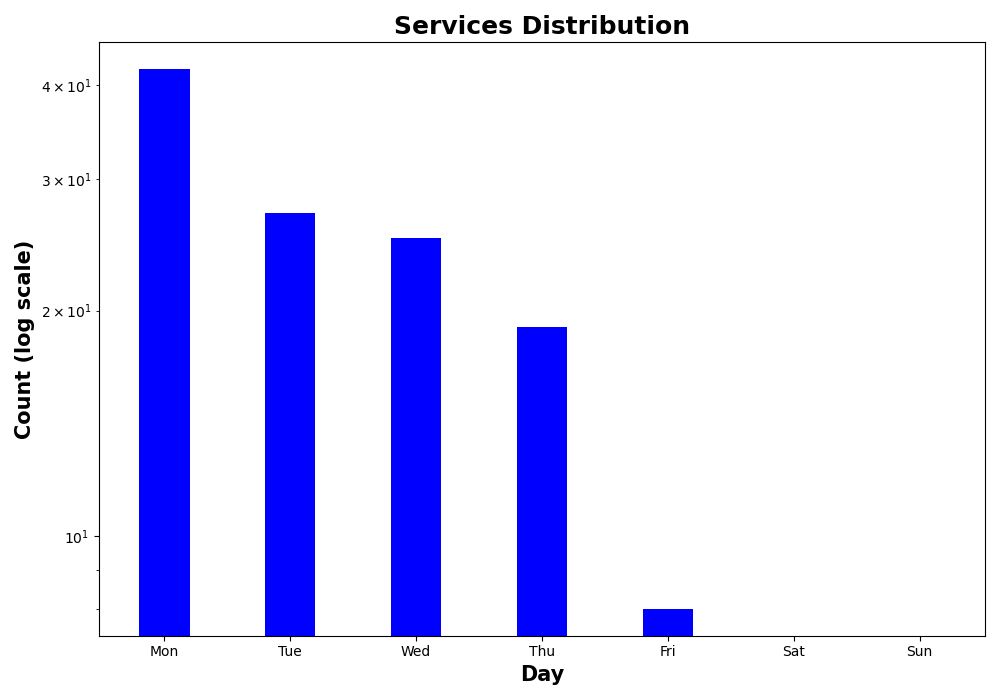 Services Distribution
Count (log scale)
4 × 10¹
3 × 10¹
2 × 10¹
10¹
Mon Tue Wed Thu Fri Sat Sun
Day